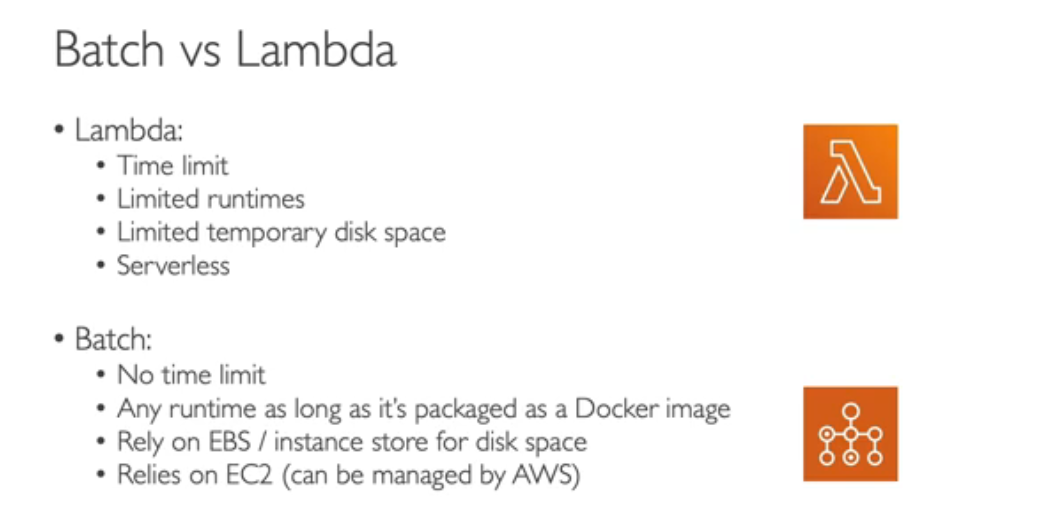 Batch vs Lambda
• Lambda:
• Time limit
• Limited runtimes
• Limited temporary disk space
• Serverless
• Batch:
• No time limit
• Any runtime as long as it's packaged as a Docker image
• Rely on EBS / instance store for disk space
• Relies on EC2 (can be managed by AWS)